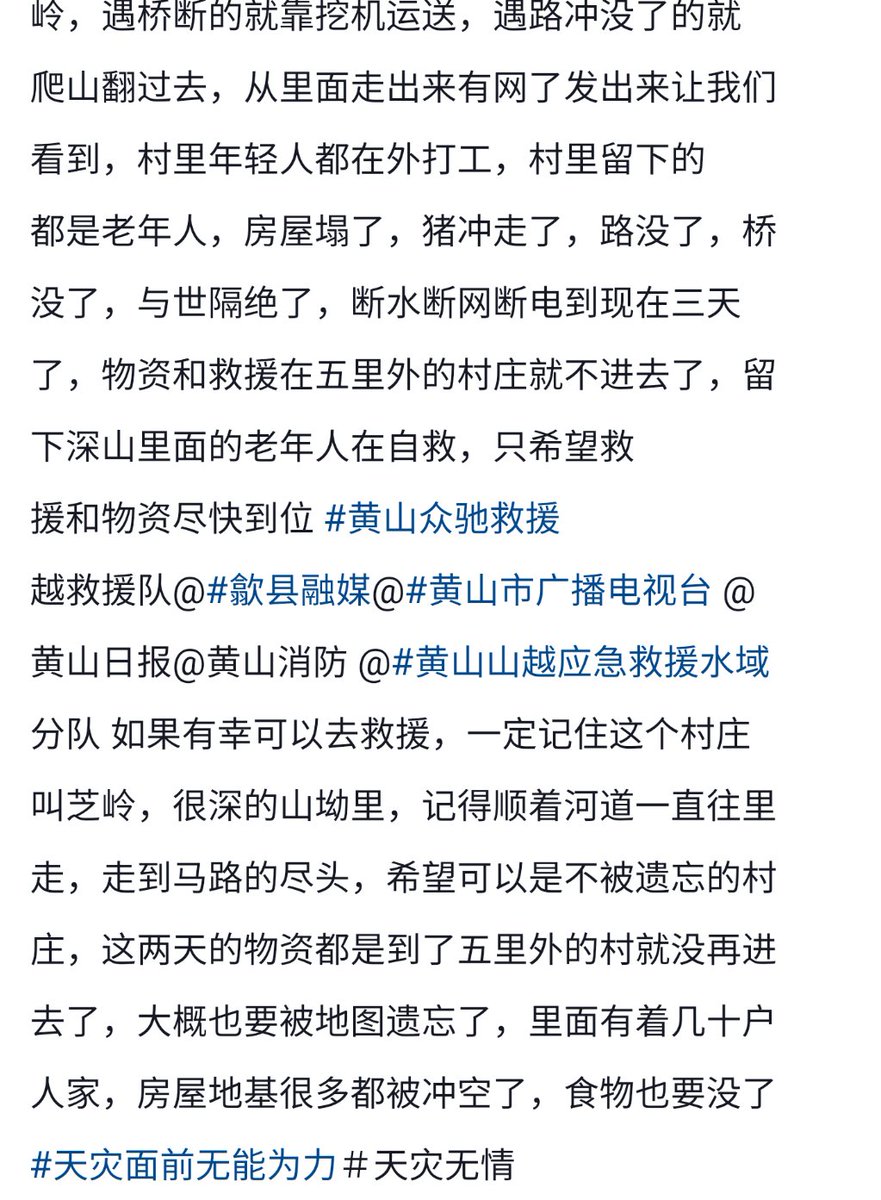 岭，遇桥断的就靠挖机运送，遇路冲没了的就
爬山翻过去，从里面走出来有网了发出来让我们
看到，村里年轻人都在外打工，村里留下的
都是老年人，房屋塌了，猪冲走了，路没了，桥
没了，与世隔绝了，断水断网断电到现在三天
了，物资和救援在五里外的村庄就不进去了，留
下深山里面的老年人在自救，只希望救
援和物资尽快到位 #黄山众驰救援
越救援队@#歙县融媒@#黄山市广播电视台 @
黄山日报@黄山消防 @#黄山山越应急救援水域
分队 如果有幸可以去救援，一定记住这个村庄
叫芝岭，很深的山坳里，记得顺着河道一直往里
走，走到马路的尽头，希望可以是不被遗忘的村
庄，这两天的物资都是到了五里外的村就没再进
去了，大概也要被地图遗忘了，里面有着几十户
人家，房屋地基很多都被冲空了，食物也要没了
#天灾面前无能为力＃天灾无情